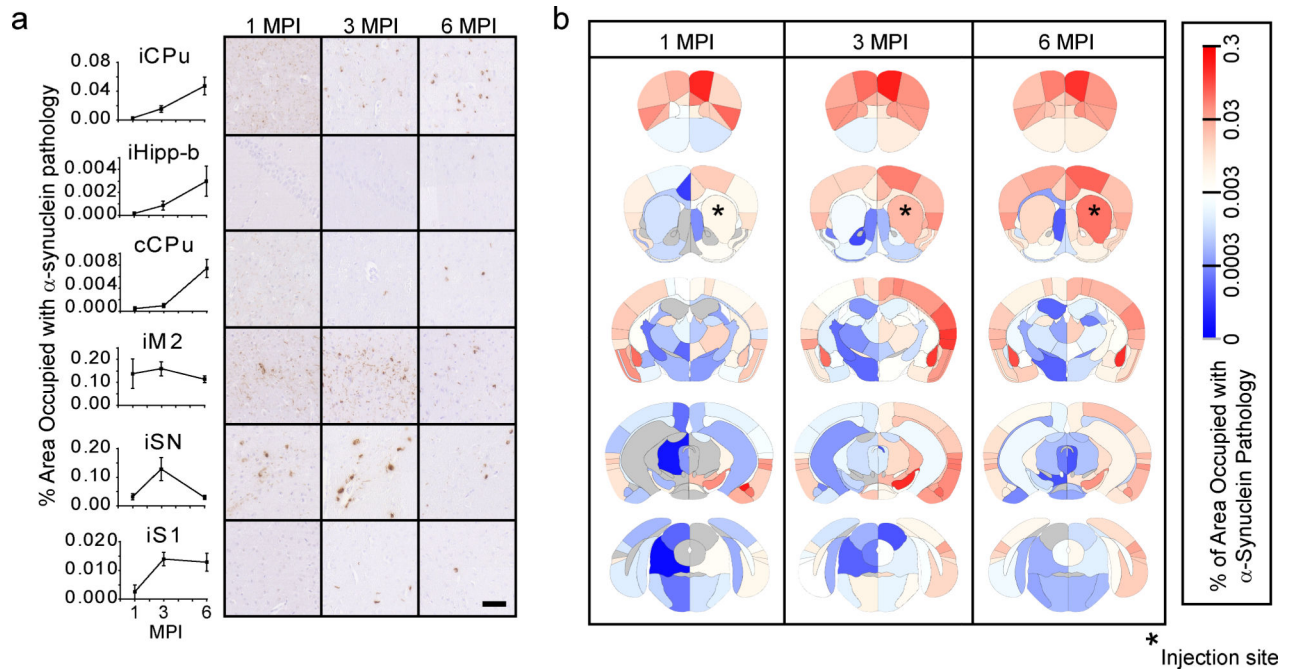 a
1 MPI
3 MPI
6 MPI
% Area Occupied with α-synuclein pathology
iCPu
0.08
0.04
0.00
iHipp-b
0.004
0.002
0.000
cCPu
0.008
0.000
iM2
0.20
0.10
0.00
iSN
0.20
0.10
0.00
iS1
0.020
0.010
0.000
1
3
6
MPI
b
1 MPI
3 MPI
6 MPI
*
*
*
0.3
0.03
0.003
0.0003
0
% of Area Occupied with
α-Synuclein Pathology
* Injection site